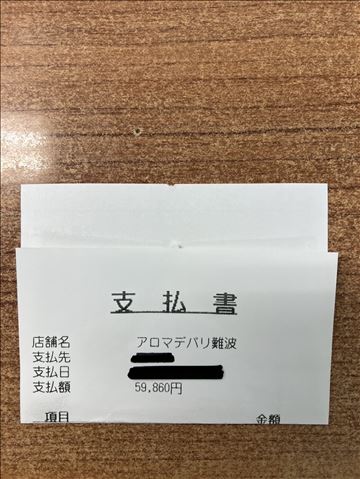 支払書
店舗名 アロマデバリ難波
支払先
支払日
支払額 59,860円
項目 金額